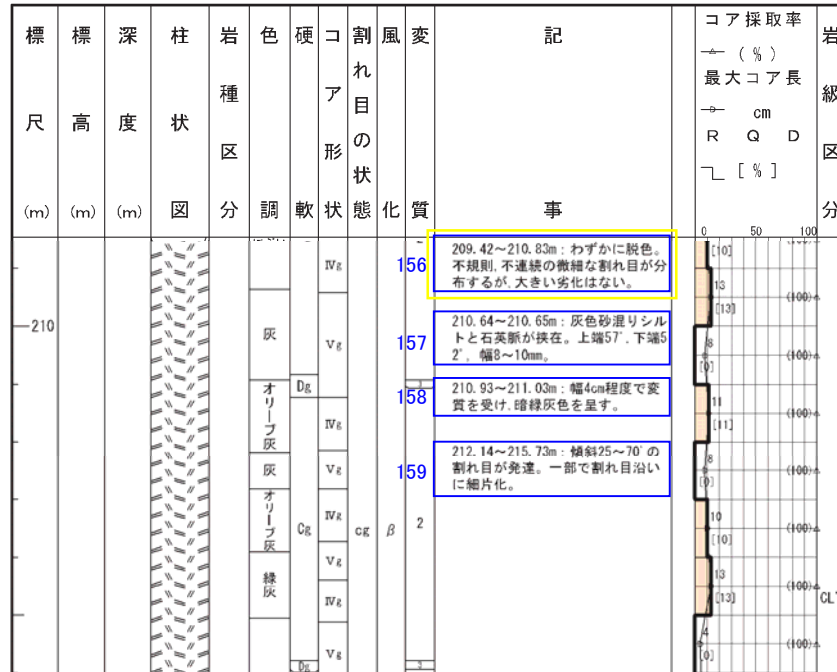 標尺(m)
標高(m)
深度(m)
柱状図
岩種区分
色調
硬軟
コア形状
割れ目の状態
風化
変質
記事
コア採取率
(%)
最大コア長
cm
RQD
[%]
岩級区分
0 50 100
210
灰
オリーブ灰
灰
オリーブ灰
緑灰
Dg
Cg
Dg
Ⅳg
Ⅴg
Ⅳg
Ⅴg
Ⅳg
Ⅴg
Ⅳg
Ⅴg
cg
β
3
2
3
156
209.42～210.83m：わずかに脱色。
不規則，不連続の微細な割れ目が分
布するが，大きい劣化はない。
157
210.64～210.65m：灰色砂混りシル
トと石英脈が挟在。上端57ﾟ，下端5
2ﾟ，幅8～10mm。
158
210.93～211.03m：幅4cm程度で変
質を受け，暗緑灰色を呈す。
159
212.14～215.73m：傾斜25～70ﾟの
割れ目が発達。一部で割れ目沿い
に細片化。
(100)
[10]
13
(100)
[13]
8
(100)
[0]
11
(100)
[11]
8
(100)
[0]
10
(100)
[10]
13
(100)
[13]
4
(100)
[0]
CL